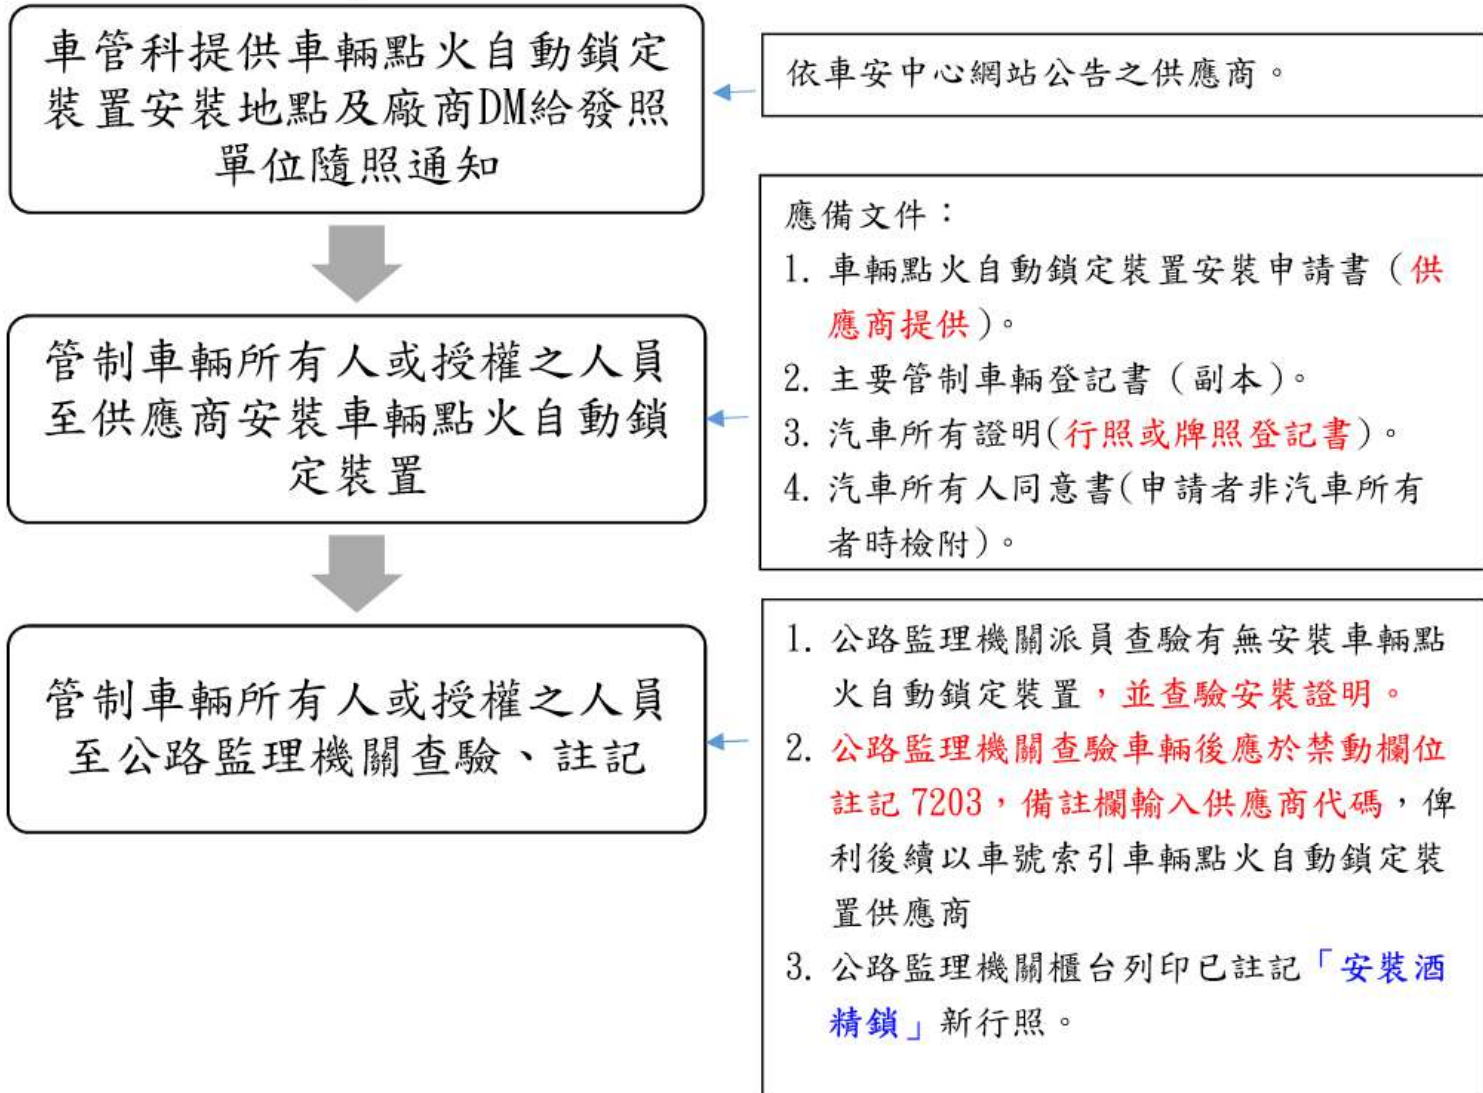 車管科提供車輛點火自動鎖定
裝置安裝地點及廠商DM給發照
單位隨照通知
依車安中心網站公告之供應商。
管制車輛所有人或授權之人員
至供應商安裝車輛點火自動鎖
定裝置
應備文件：
1. 車輛點火自動鎖定裝置安裝申請書（供
應商提供）。
2. 主要管制車輛登記書（副本）。
3. 汽車所有證明(行照或牌照登記書)。
4. 汽車所有人同意書(申請者非汽車所有
者時檢附)。
管制車輛所有人或授權之人員
至公路監理機關查驗、註記
1. 公路監理機關派員查驗有無安裝車輛點
火自動鎖定裝置，並查驗安裝證明。
2. 公路監理機關查驗車輛後應於禁動欄位
註記 7203，備註欄輸入供應商代碼，俾
利後續以車號索引車輛點火自動鎖定裝
置供應商
3. 公路監理機關櫃台列印已註記「安裝酒
精鎖」新行照。